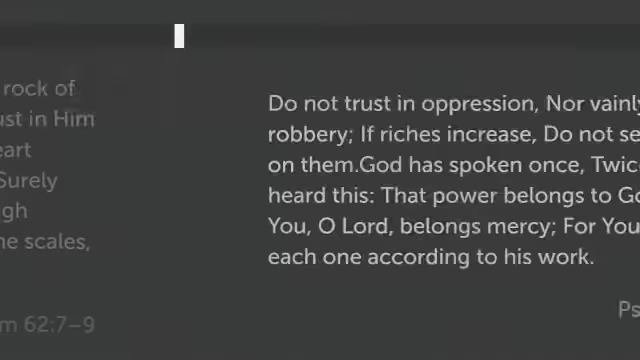 rock of
ust in Him
eart
Surely
gh
e scales,
m 62:7–9
Do not trust in oppression, Nor vainly
robbery; If riches increase, Do not se
on them.God has spoken once, Twic
heard this: That power belongs to Go
You, O Lord, belongs mercy; For You
each one according to his work.
Ps